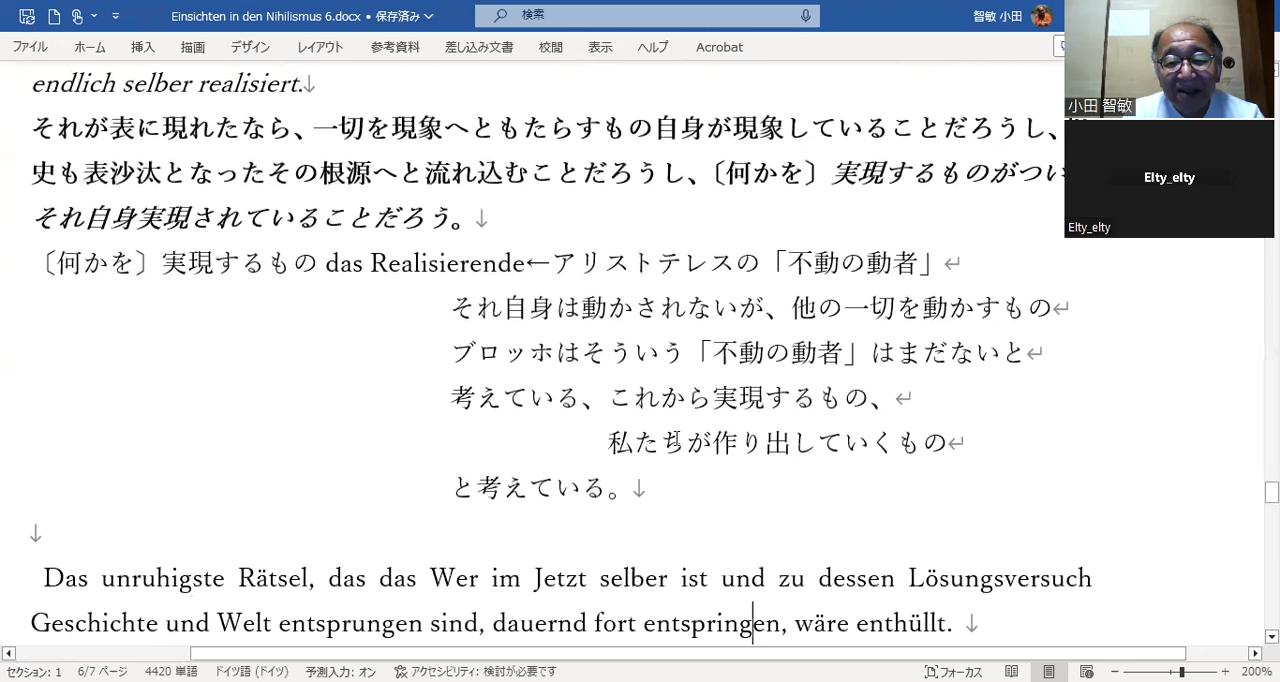 Einsichten in den Nihilismus 6.docx • 保存済み
検索
智敏 小田
ファイル ホーム 挿入 描画 デザイン レイアウト 参考資料 差し込み文書 校閲 表示 ヘルプ Acrobat
endlich selber realisiert.↓
それが表に現れたなら、一切を現象へともたらすもの自身が現象していることだろうし、
史も表沙汰となったその根源へと流れ込むことだろうし、〔何かを〕実現するものがつい
それ自身実現されていることだろう。↓
〔何かを〕実現するもの das Realisierende←アリストテレスの「不動の動者」↵
それ自身は動かされないが、他の一切を動かすもの↵
ブロッホはそういう「不動の動者」はまだないと↵
考えている、これから実現するもの、↵
私たちが作り出していくもの↵
と考えている。↓
↓
Das unruhigste Rätsel, das das Wer im Jetzt selber ist und zu dessen Lösungsversuch
Geschichte und Welt entsprungen sind, dauernd fort entspringen, wäre enthüllt. ↓
小田 智敏
Elty_elty
Elty_elty
セクション: 1 6/7 ページ 4420 単語 ドイツ語 (ドイツ) 予測入力: オン アクセシビリティ: 検討が必要です フォーカス 200%